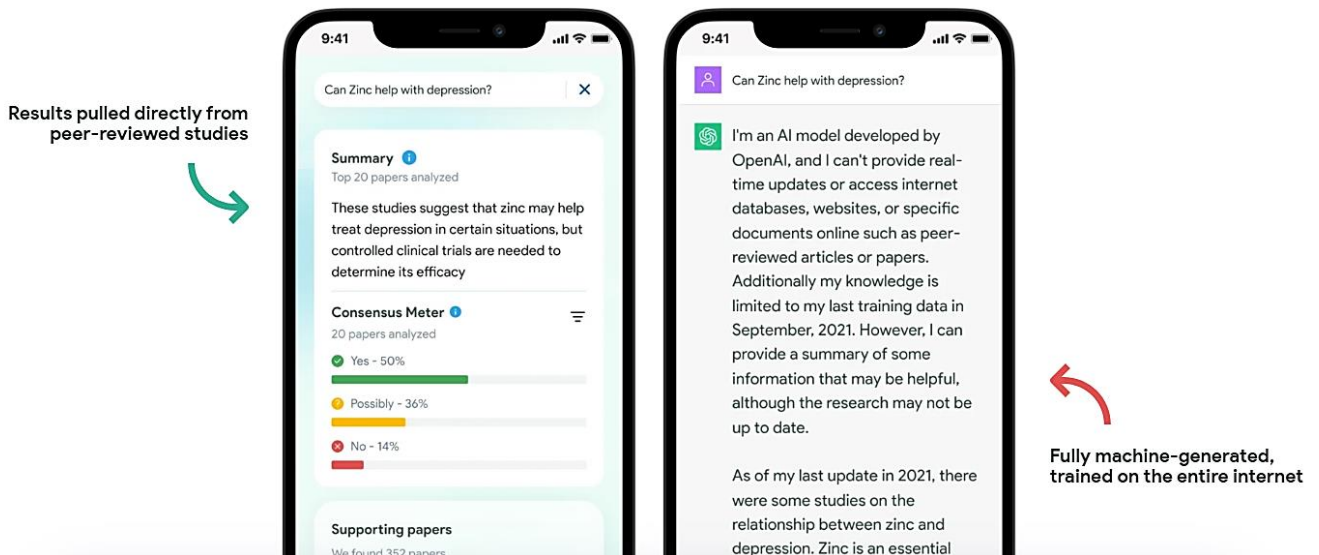 Results pulled directly from
peer-reviewed studies
9:41
Can Zinc help with depression?
Summary
Top 20 papers analyzed
These studies suggest that zinc may help
treat depression in certain situations, but
controlled clinical trials are needed to
determine its efficacy
Consensus Meter
20 papers analyzed
Yes - 50%
Possibly - 36%
No - 14%
Supporting papers
We found 352 papers
9:41
Can Zinc help with depression?
I'm an AI model developed by
OpenAI, and I can't provide real-
time updates or access internet
databases, websites, or specific
documents online such as peer-
reviewed articles or papers.
Additionally my knowledge is
limited to my last training data in
September, 2021. However, I can
provide a summary of some
information that may be helpful,
although the research may not be
up to date.
As of my last update in 2021, there
were some studies on the
relationship between zinc and
depression. Zinc is an essential
Fully machine-generated,
trained on the entire internet